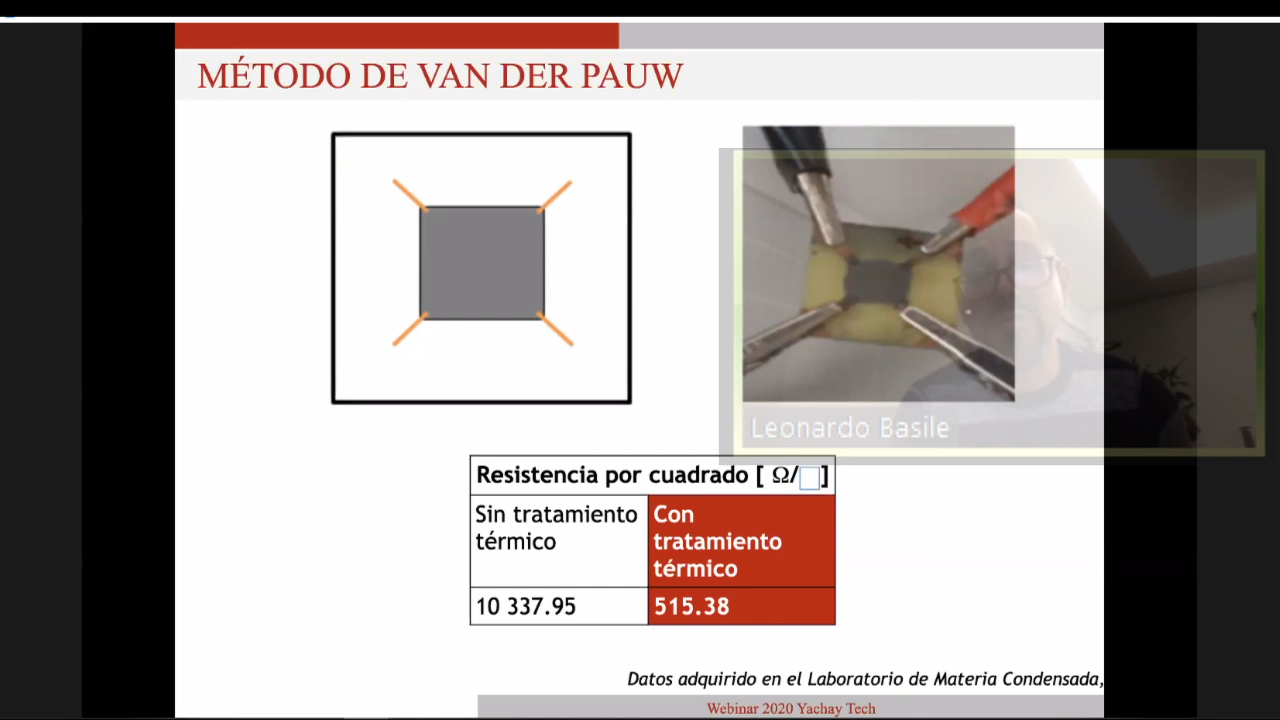 MÉTODO DE VAN DER PAUW
Leonardo Basile
Resistencia por cuadrado [ Ω/□]
Sin tratamiento
térmico
Con
tratamiento
térmico
10 337.95
515.38
Datos adquirido en el Laboratorio de Materia Condensada,
Webinar 2020 Yachay Tech